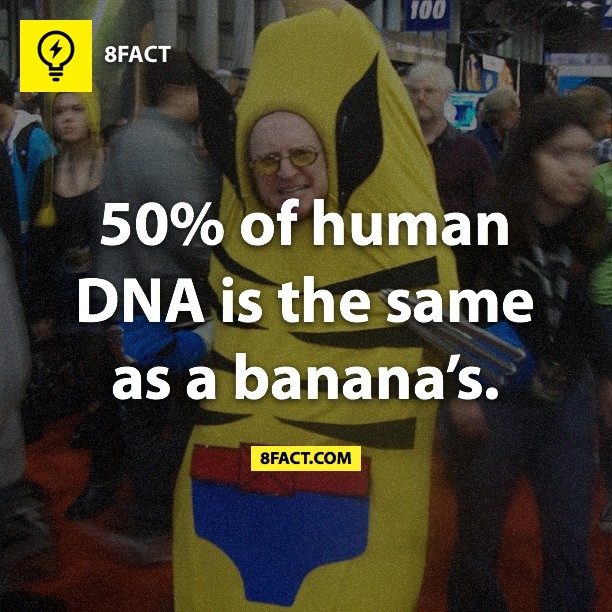 100
8FACT
50% of human
DNA is the same
as a banana's.
8FACT.COM